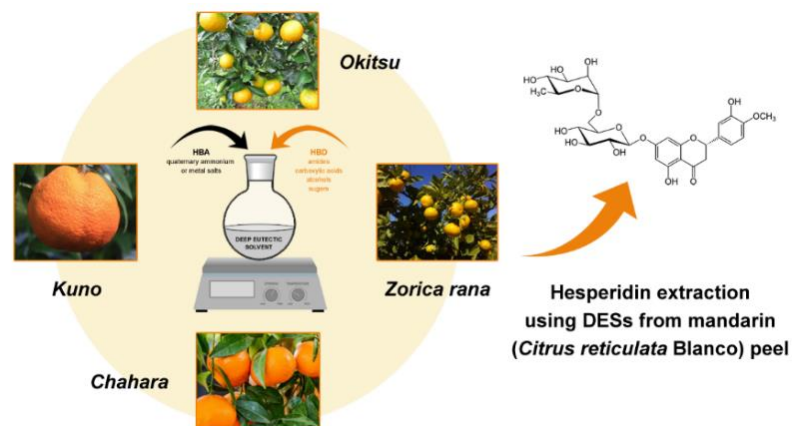 Okitsu
HBA
quaternary ammonium
or metal salts
HBD
amides
carboxylic acids
alcohols
sugars
DEEP EUTECTIC
SOLVENT
Kuno
Zorica rana
Chahara
HO
OH
H₃C
O
HO
O
O
HO
O
HO
OH
O
OH
O
OH
OCH₃
O
Hesperidin extraction
using DESs from mandarin
(Citrus reticulata Blanco) peel